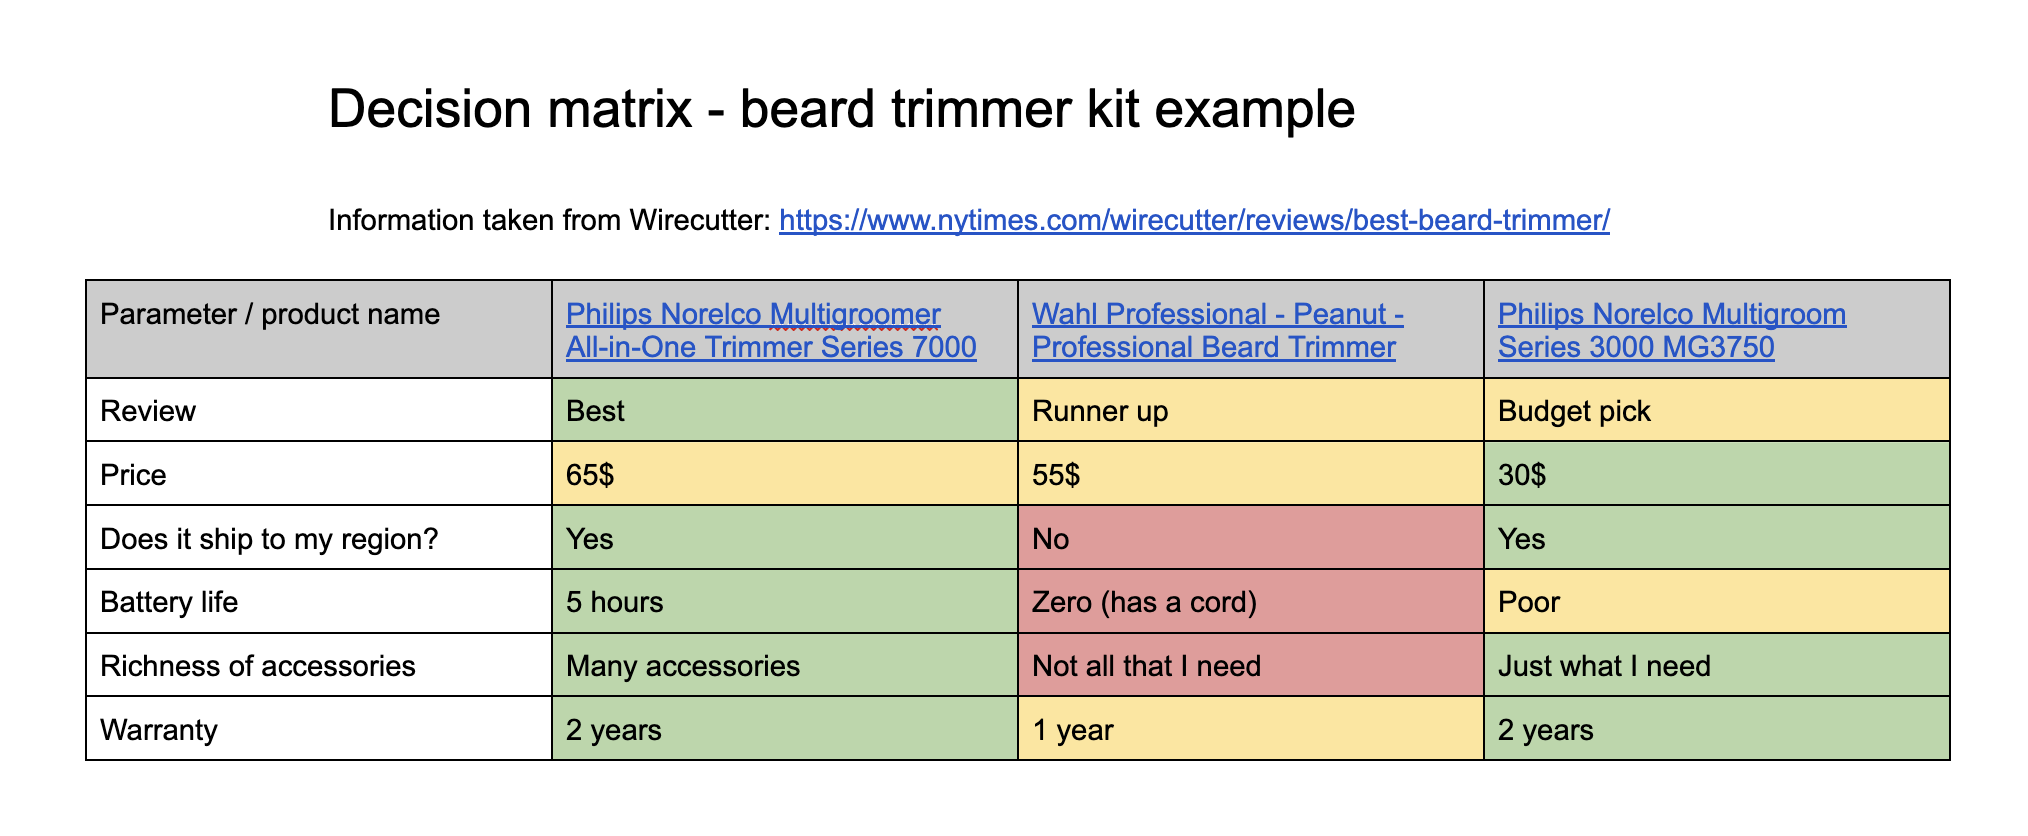 Decision matrix - beard trimmer kit example
Information taken from Wirecutter: https://www.nytimes.com/wirecutter/reviews/best-beard-trimmer/
Parameter / product name
Philips Norelco Multigroomer
All-in-One Trimmer Series 7000
Wahl Professional - Peanut -
Professional Beard Trimmer
Philips Norelco Multigroom
Series 3000 MG3750
Review
Best
Runner up
Budget pick
Price
65$
55$
30$
Does it ship to my region?
Yes
No
Yes
Battery life
5 hours
Zero (has a cord)
Poor
Richness of accessories
Many accessories
Not all that I need
Just what I need
Warranty
2 years
1 year
2 years